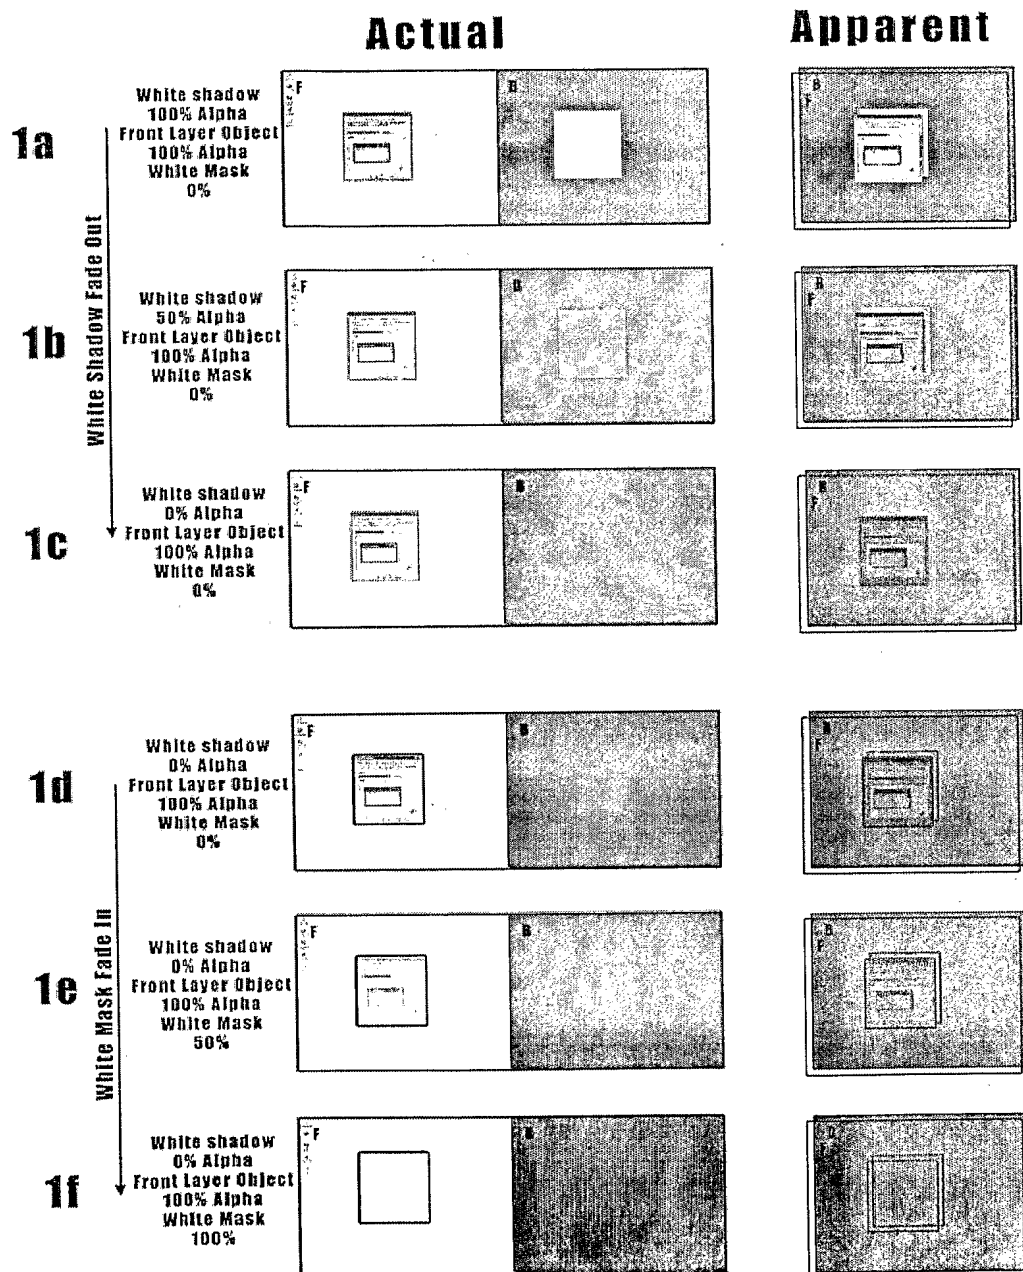 Actual
Apparent
1a
White shadow
100% Alpha
Front Layer Object
100% Alpha
White Mask
0%
F
B
F
White Shadow Fade Out
1b
White shadow
50% Alpha
Front Layer Object
100% Alpha
White Mask
0%
F
F
1c
White shadow
0% Alpha
Front Layer Object
100% Alpha
White Mask
0%
F
B
F
1d
White shadow
0% Alpha
Front Layer Object
100% Alpha
White Mask
0%
F
B
F
White Mask Fade In
1e
White shadow
0% Alpha
Front Layer Object
100% Alpha
White Mask
50%
F
B
B
F
1f
White shadow
0% Alpha
Front Layer Object
100% Alpha
White Mask
100%
F
B